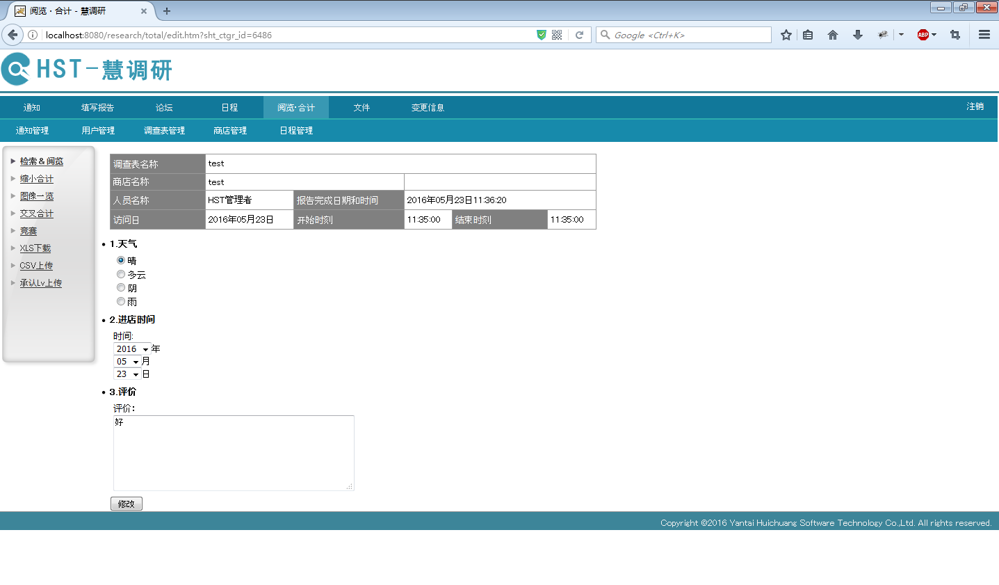 阅览·合计 - 慧调研
localhost:8080/research/total/edit.htm?sht_ctgr_id=6486
Google <Ctrl+K>
ABP
HST-慧调研
通知 填写报告 论坛 日程 阅览·合计 文件 变更信息 注销
通知管理 用户管理 调查表管理 商店管理 日程管理
检索＆阅览
缩小合计
图像一览
交叉合计
竞赛
XLS下载
CSV上传
承认Lv上传
调查表名称 test
商店名称 test
人员名称 HST管理者 报告完成日期和时间 2016年05月23日11:36:20
访问日 2016年05月23日 开始时刻 11:35:00 结束时刻 11:35:00
1.天气
晴
多云
阴
雨
2.进店时间
时间:
2016 年
05 月
23 日
3.评价
评价：
好
修改
Copyright ©2016 Yantai Huichuang Software Technology Co.,Ltd. All rights reserved.